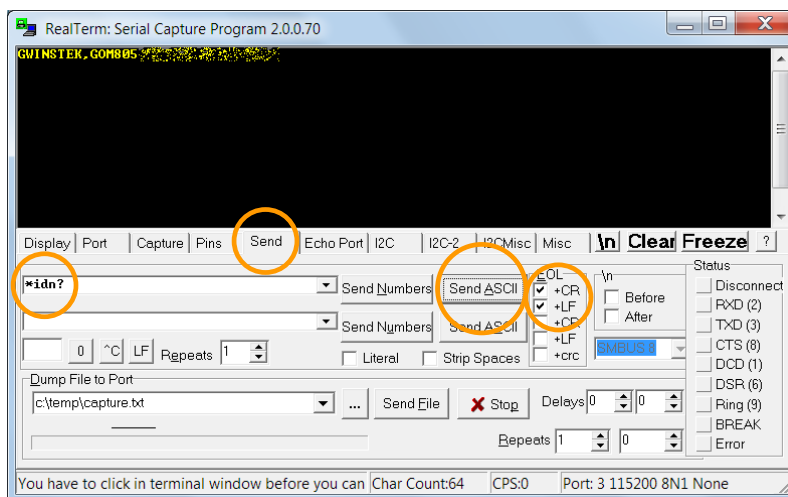 RealTerm: Serial Capture Program 2.0.0.70
GWINSTEK,GOM805
Display Port Capture Pins Send Echo Port I2C I2C-2 I2CMisc Misc \n Clear Freeze ?
*idn? Send Numbers Send ASCII
Send Numbers Send ASCII
0 ^C LF Repeats 1 Literal Strip Spaces
EOL
+CR
+LF
+CR
+LF
+crc
\n
Before
After
SMBUS 8
Status
Disconnect
RXD (2)
TXD (3)
CTS (8)
DCD (1)
DSR (6)
Ring (9)
BREAK
Error
Dump File to Port
c:\temp\capture.txt ... Send File Stop Delays 0 0
Repeats 1 0
You have to click in terminal window before you can Char Count:64 CPS:0 Port: 3 115200 8N1 None